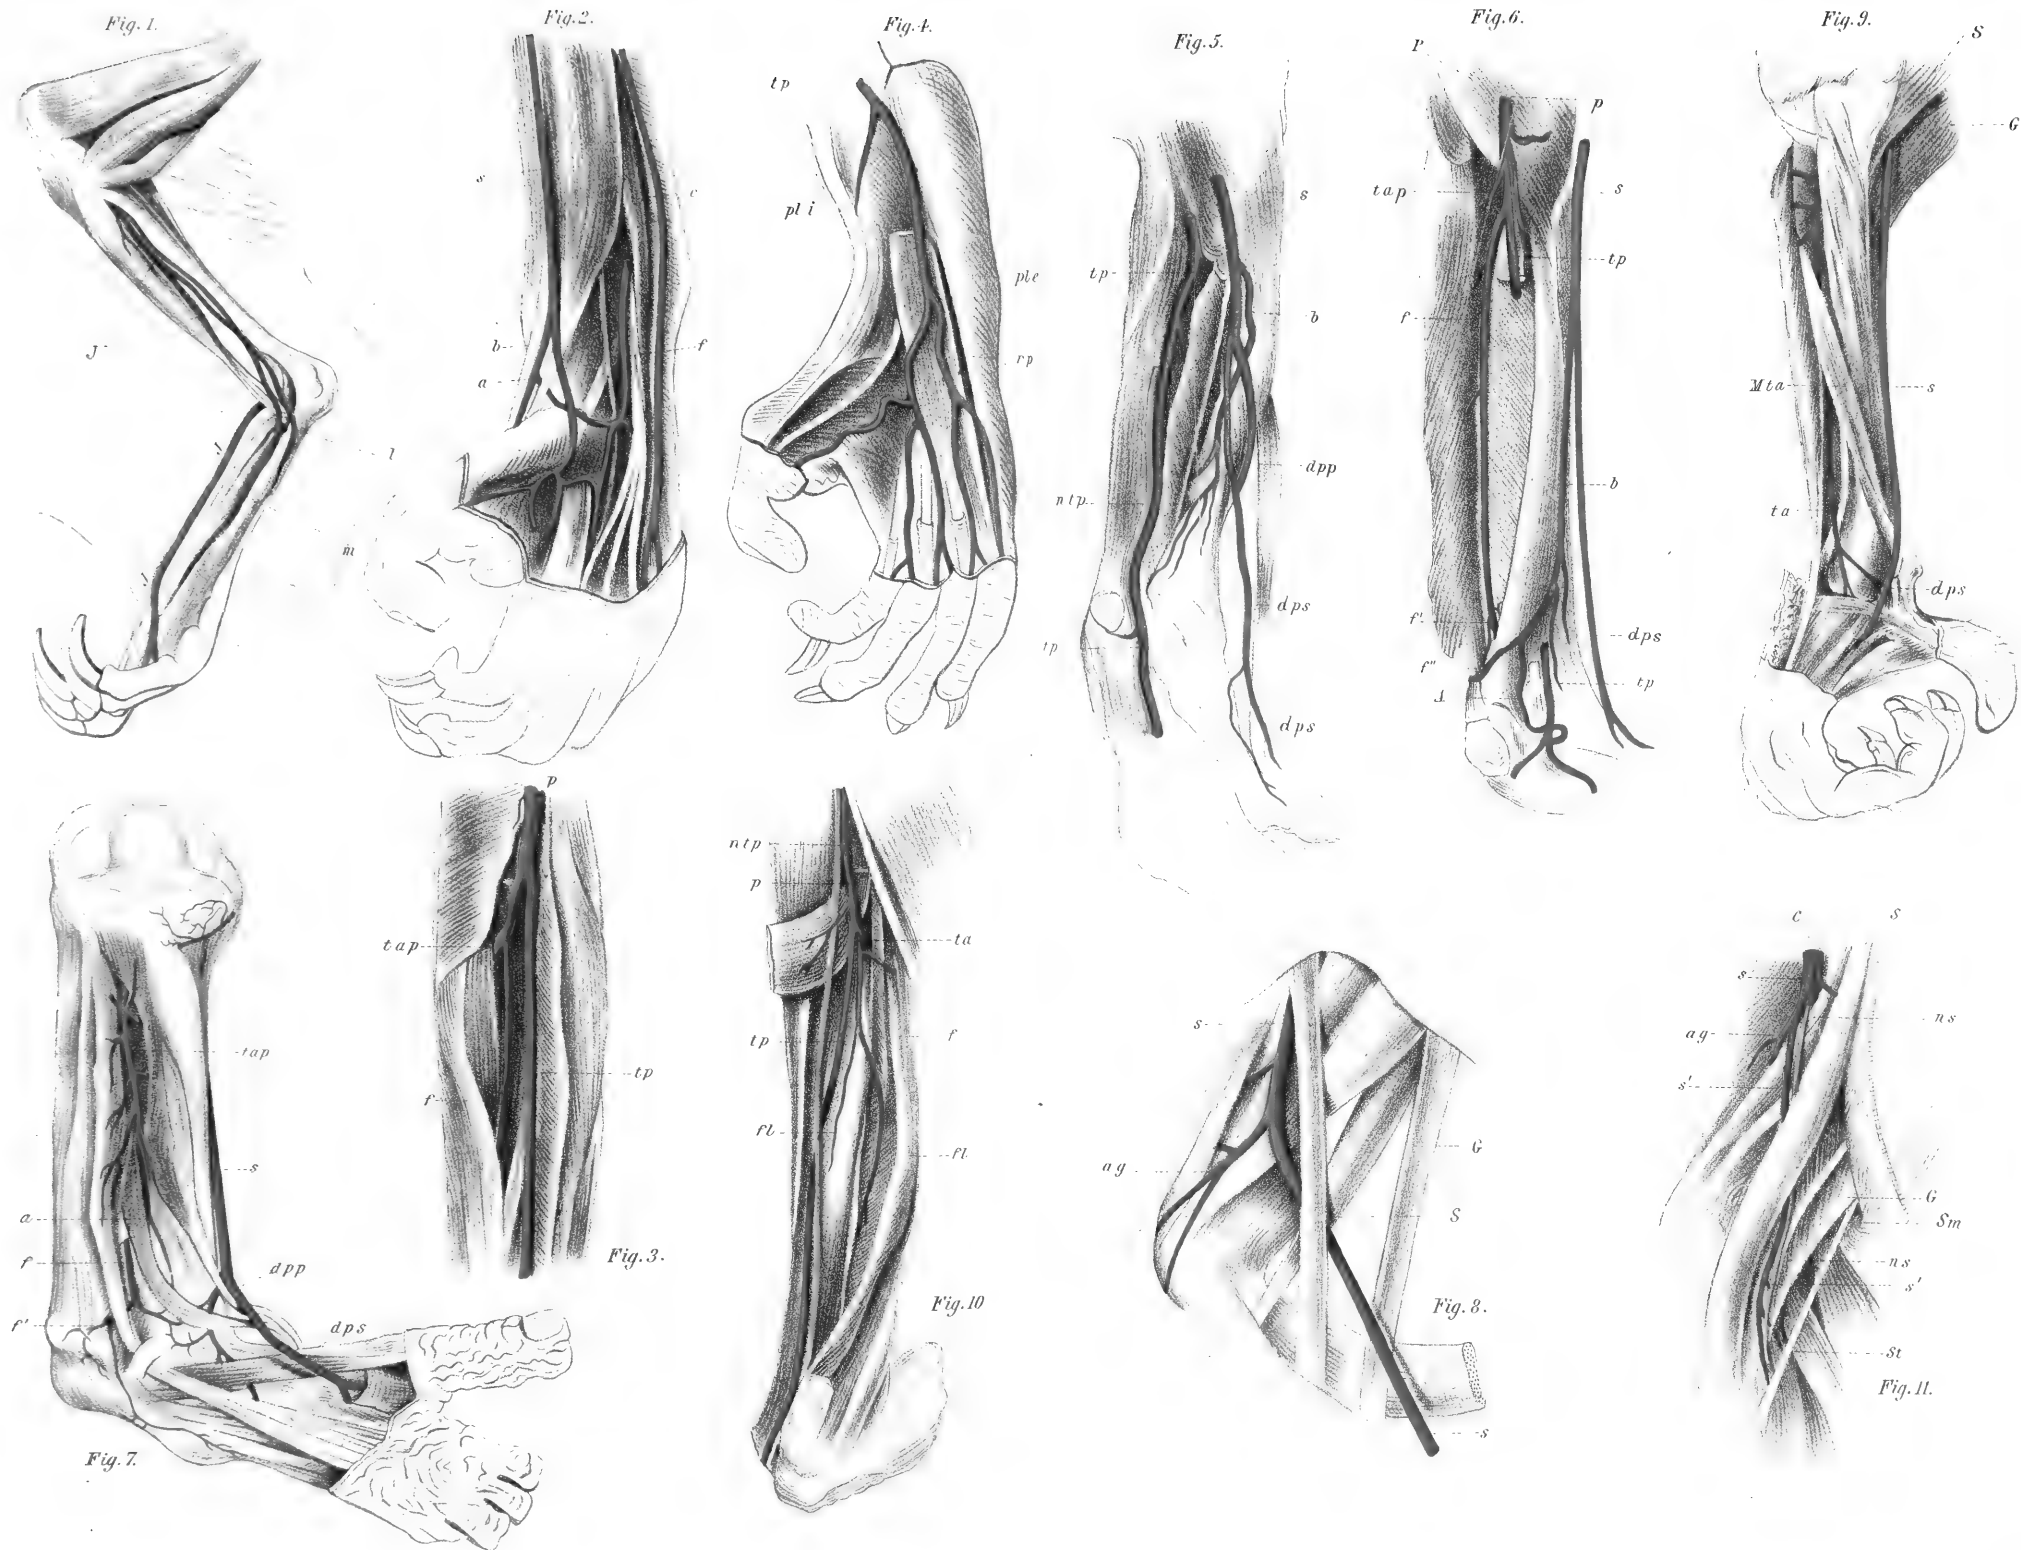 Fig. 1.
J
J
J
Fig. 2.
s
c
b
f
a
l
m
Fig. 4.
tp
pli
ple
rp
Fig. 5.
s
tp
b
dpp
ntp
dps
tp
dps
Fig. 6.
P
p
tap
s
tp
f
b
f'
dps
f"
tp
Fig. 9.
S
G
Mta
s
ta
dps
Fig. 7.
tap
s
a
f
dpp
f'
dps
Fig. 3.
p
tap
tp
f
Fig. 10
ntp
p
ta
f
tp
fl
fl
Fig. 8.
s
G
ag
S
s
Fig. 11.
c
S
s
ns
ag
s'
G
Sm
ns
s'
St